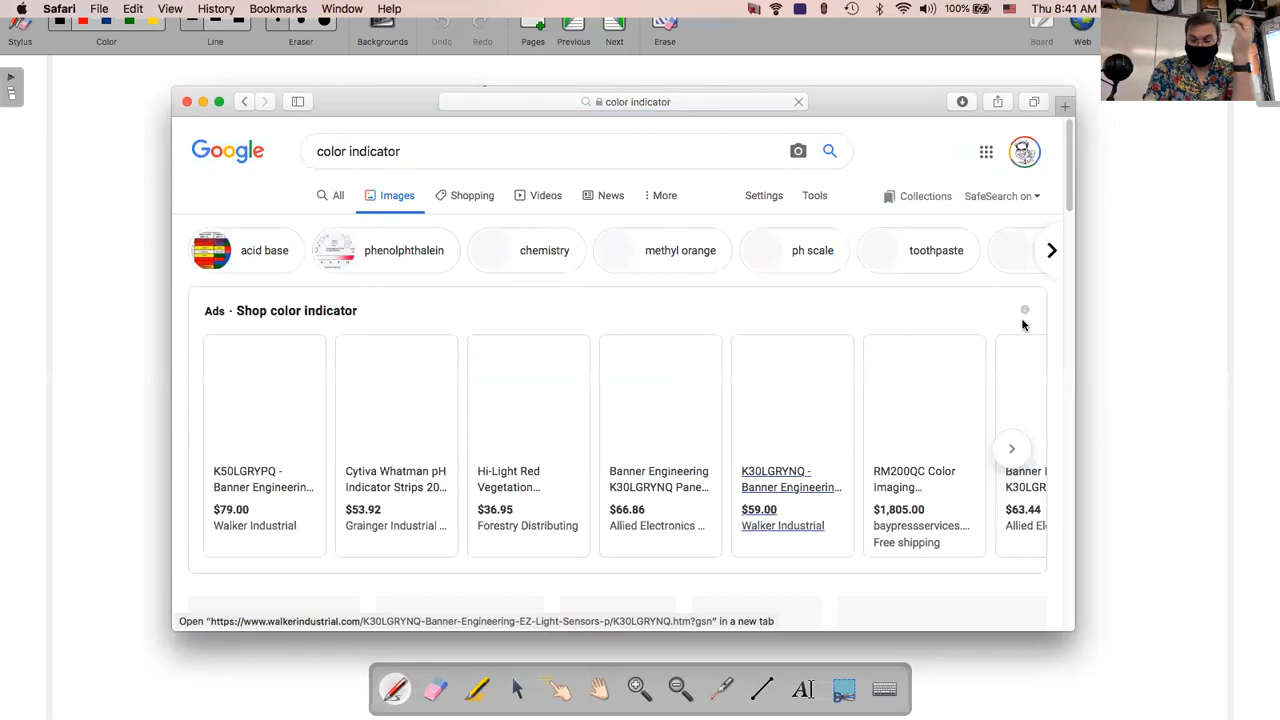 Safari File Edit View History Bookmarks Window Help 100% Thu 8:41 AM
Stylus Color Line Eraser Backgrounds Undo Redo Pages Previous Next Erase Board Web
color indicator
Google color indicator
All Images Shopping Videos News More Settings Tools Collections SafeSearch on
acid base phenolphthalein chemistry methyl orange ph scale toothpaste
Ads · Shop color indicator
K50LGRYPQ -
Banner Engineerin...
$79.00
Walker Industrial
Cytiva Whatman pH
Indicator Strips 20...
$53.92
Grainger Industrial ...
Hi-Light Red
Vegetation...
$36.95
Forestry Distributing
Banner Engineering
K30LGRYNQ Pane...
$66.86
Allied Electronics ...
K30LGRYNQ -
Banner Engineerin...
$59.00
Walker Industrial
RM200QC Color
Imaging...
$1,805.00
baypressservices....
Free shipping
Banner
K30LGR
$63.44
Allied El
Open "https://www.walkerindustrial.com/K30LGRYNQ-Banner-Engineering-EZ-Light-Sensors-p/K30LGRYNQ.htm?gsn" in a new tab
A